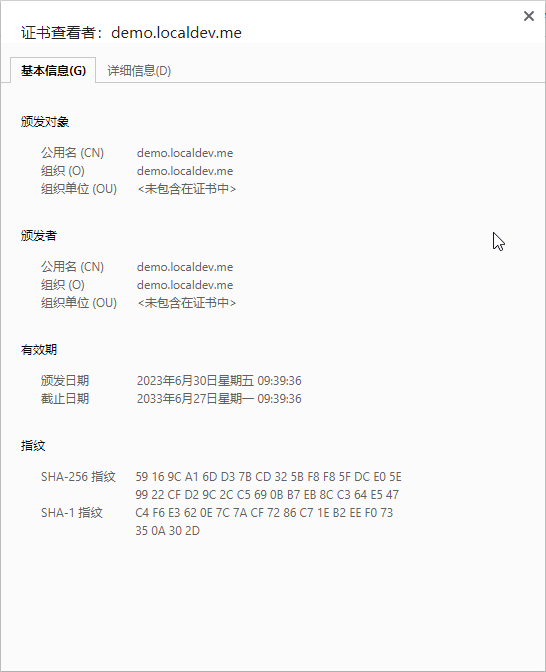 证书查看者：demo.localdev.me
基本信息(G) 详细信息(D)
颁发对象
公用名 (CN) demo.localdev.me
组织 (O) demo.localdev.me
组织单位 (OU) <未包含在证书中>
颁发者
公用名 (CN) demo.localdev.me
组织 (O) demo.localdev.me
组织单位 (OU) <未包含在证书中>
有效期
颁发日期 2023年6月30日星期五 09:39:36
截止日期 2033年6月27日星期一 09:39:36
指纹
SHA-256 指纹 59 16 9C A1 6D D3 7B CD 32 5B F8 F8 5F DC E0 5E
99 22 CF D2 9C 2C C5 69 0B B7 EB 8C C3 64 E5 47
SHA-1 指纹 C4 F6 E3 62 0E 7C 7A CF 72 86 C7 1E B2 EE F0 73
35 0A 30 2D